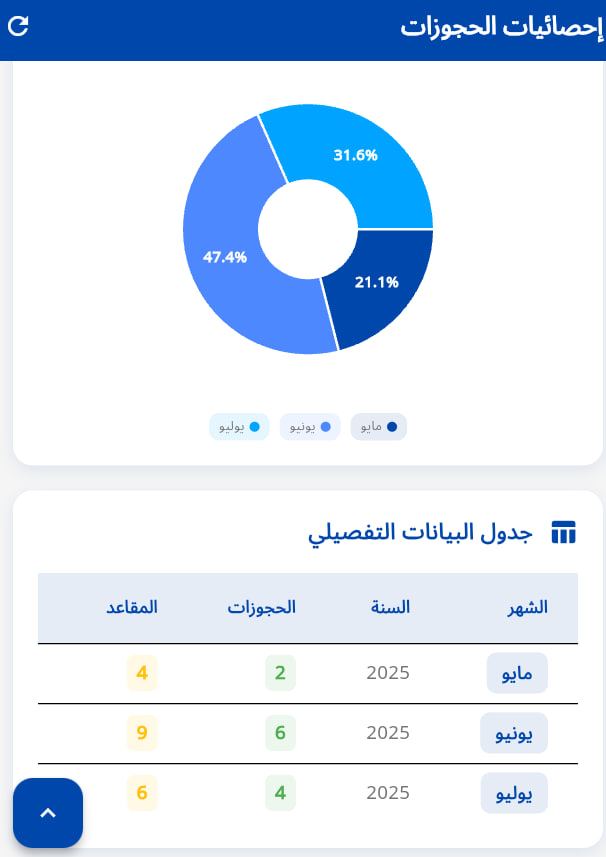 إحصائيات الحجوزات
31.6%
47.4%
21.1%
مايو يونيو يوليو
جدول البيانات التفصيلي
الشهر السنة الحجوزات المقاعد
مايو 2025 2 4
يونيو 2025 6 9
يوليو 2025 4 6